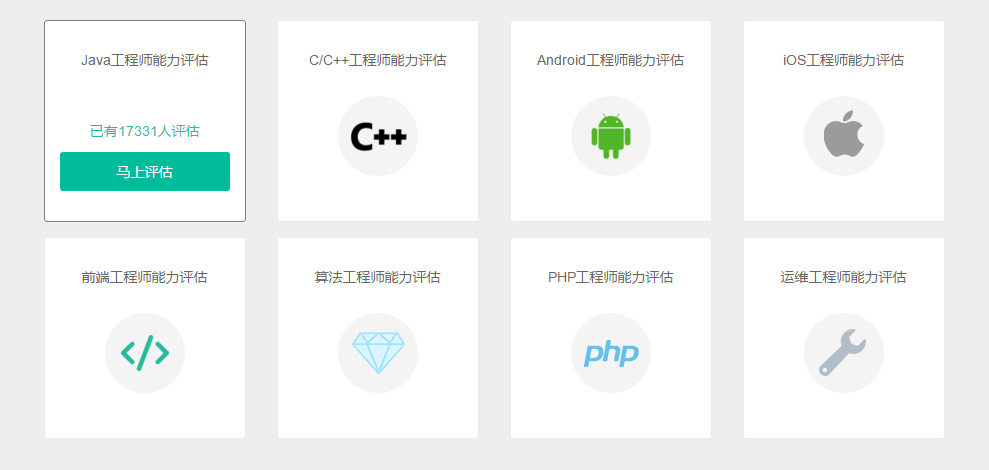 Java工程师能力评估
已有17331人评估
马上评估
C/C++工程师能力评估
C++
Android工程师能力评估
iOS工程师能力评估
前端工程师能力评估
</>
算法工程师能力评估
PHP工程师能力评估
php
运维工程师能力评估